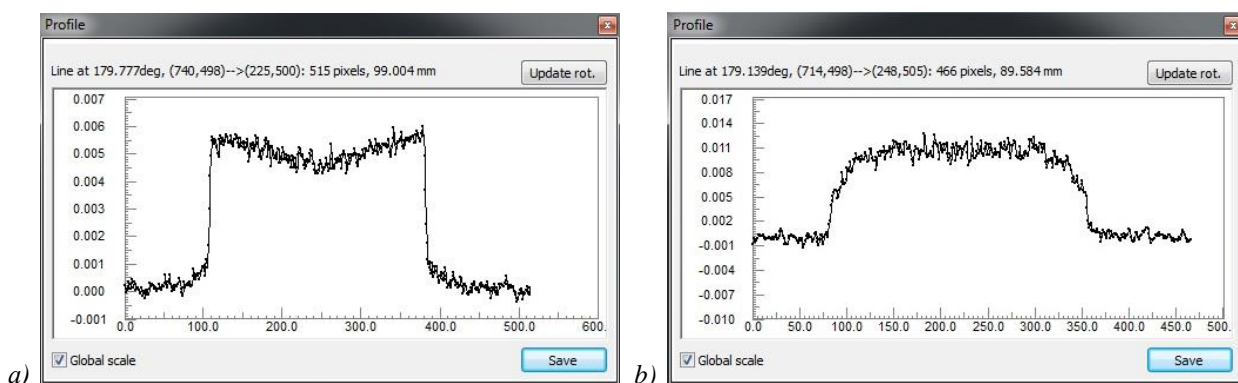 Profile
Line at 179.777deg, (740,498)-->(225,500): 515 pixels, 99.004 mm
Update rot.
0.007
0.006
0.005
0.004
0.003
0.002
0.001
0.000
-0.001
0.0 100.0 200.0 300.0 400.0 500.0 600.
Global scale
Save
a)
Profile
Line at 179.139deg, (714,498)-->(248,505): 466 pixels, 89.584 mm
Update rot.
0.017
0.014
0.011
0.008
0.005
0.002
-0.001
-0.004
-0.007
-0.010
0.0 50.0 100.0 150.0 200.0 250.0 300.0 350.0 400.0 450.0 500.
Global scale
Save
b)